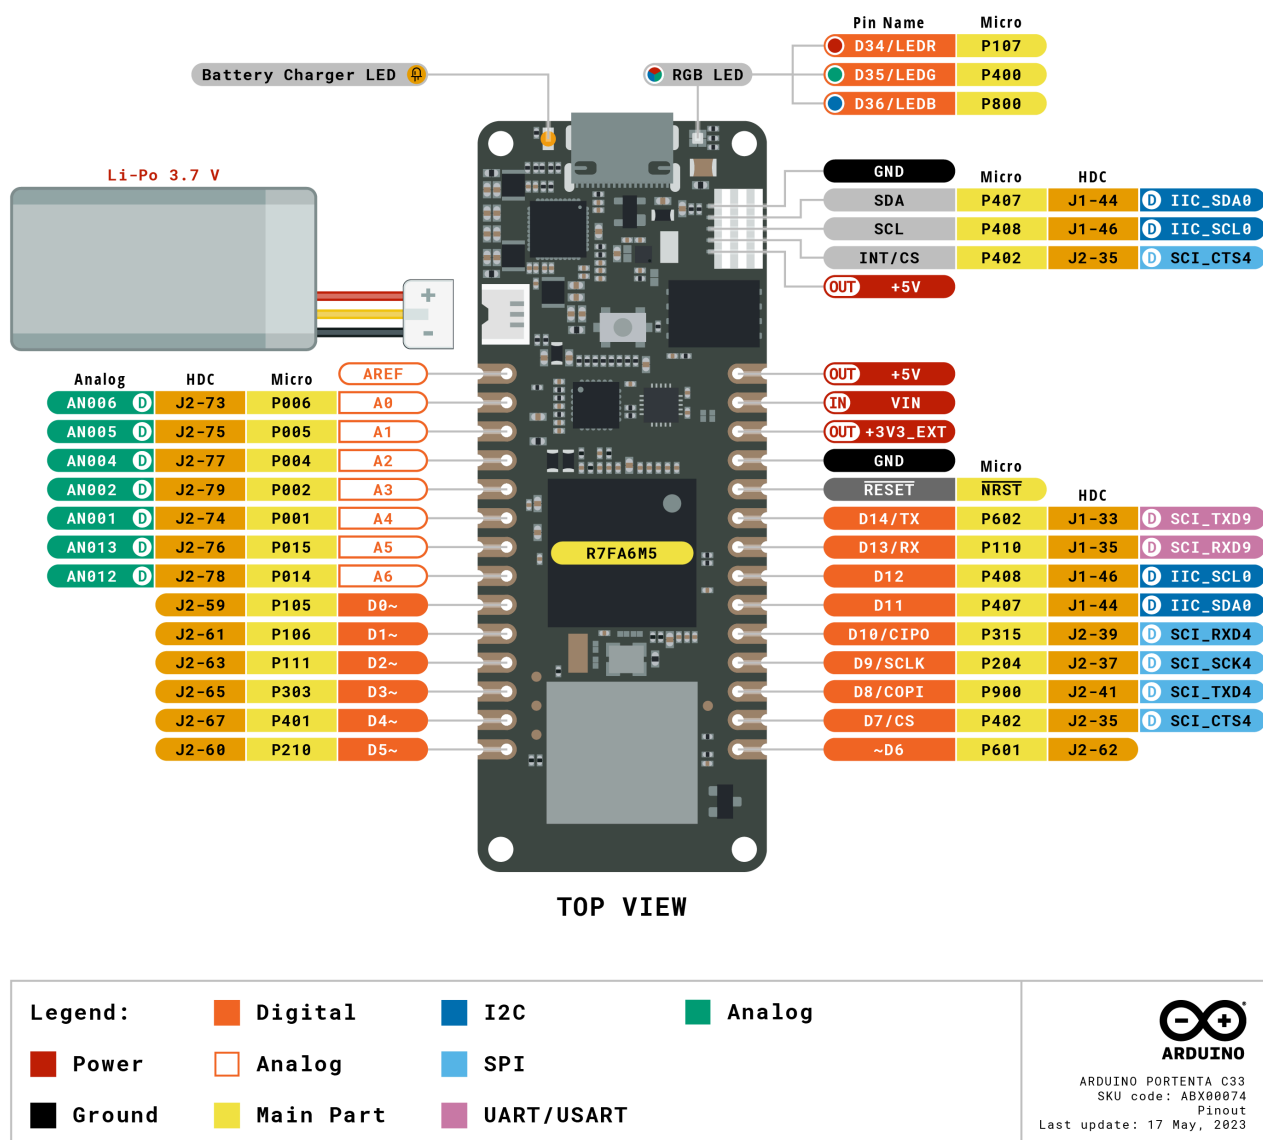 Pin Name Micro
D34/LEDR P107
Battery Charger LED RGB LED D35/LEDG P400
D36/LEDB P800
Li-Po 3.7 V
+
-
GND Micro HDC
SDA P407 J1-44 D IIC_SDA0
SCL P408 J1-46 D IIC_SCL0
INT/CS P402 J2-35 D SCI_CTS4
OUT +5V
Analog HDC Micro
AREF OUT +5V
AN006 D J2-73 P006 A0 IN VIN
AN005 D J2-75 P005 A1 OUT +3V3_EXT
AN004 D J2-77 P004 A2 GND Micro
AN002 D J2-79 P002 A3 RESET NRST HDC
AN001 D J2-74 P001 A4 D14/TX P602 J1-33 D SCI_TXD9
AN013 D J2-76 P015 A5 D13/RX P110 J1-35 D SCI_RXD9
R7FA6M5
AN012 D J2-78 P014 A6 D12 P408 J1-46 D IIC_SCL0
J2-59 P105 D0~ D11 P407 J1-44 D IIC_SDA0
J2-61 P106 D1~ D10/CIPO P315 J2-39 D SCI_RXD4
J2-63 P111 D2~ D9/SCLK P204 J2-37 D SCI_SCK4
J2-65 P303 D3~ D8/COPI P900 J2-41 D SCI_TXD4
J2-67 P401 D4~ D7/CS P402 J2-35 D SCI_CTS4
J2-60 P210 D5~ ~D6 P601 J2-62
TOP VIEW
Legend: Digital I2C Analog
Power Analog SPI
Ground Main Part UART/USART
ARDUINO
ARDUINO PORTENTA C33
SKU code: ABX00074
Pinout
Last update: 17 May, 2023